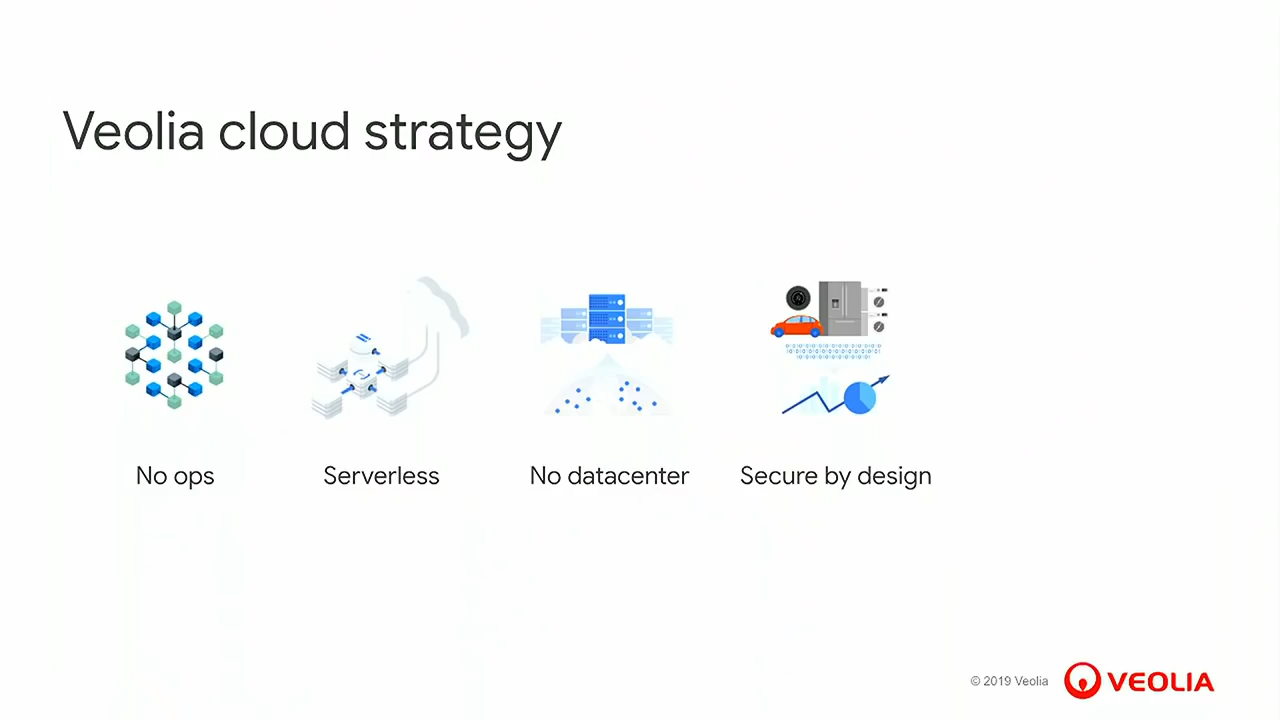 Veolia cloud strategy
No ops
Serverless
No datacenter
Secure by design
© 2019 Veolia
VEOLIA